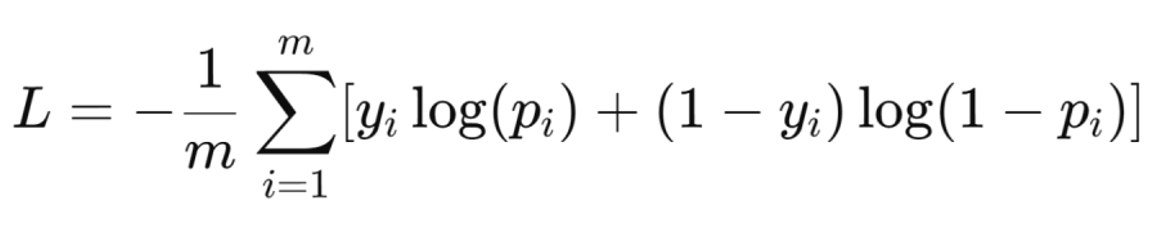 L = -\frac{1}{m} \sum_{i=1}^{m} [y_i \log(p_i) + (1 - y_i) \log(1 - p_i)]